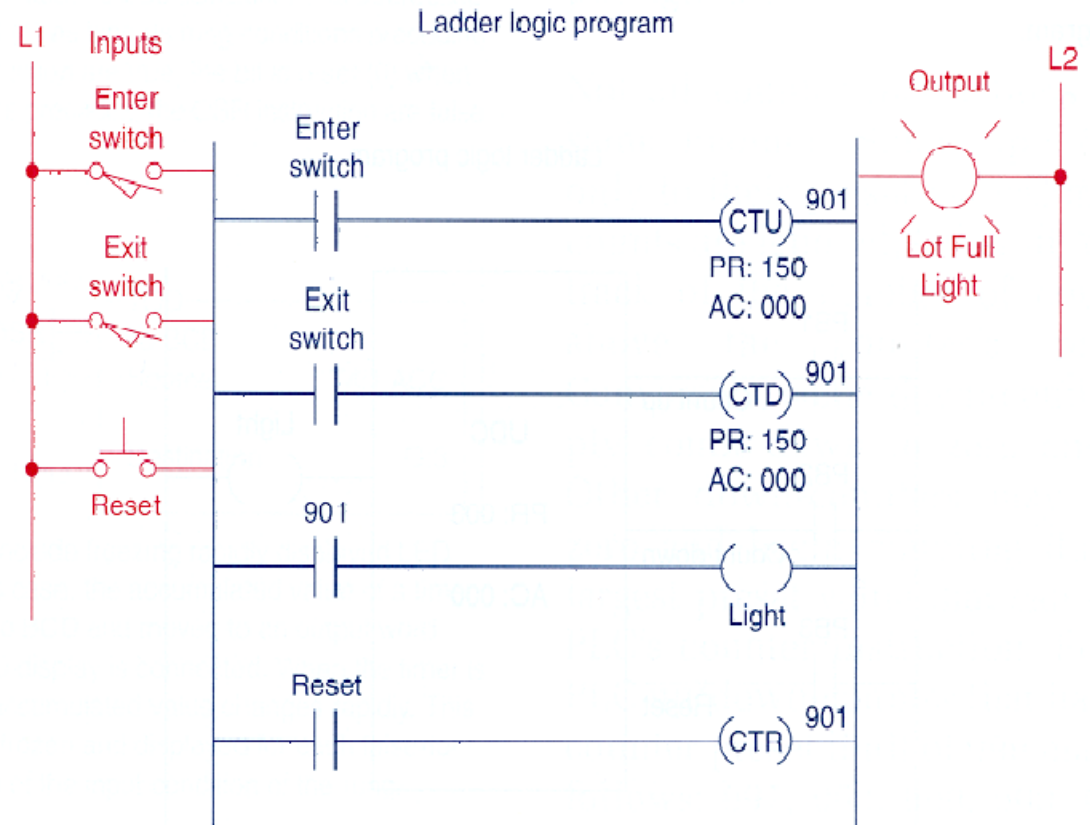 Ladder logic program
L1
Inputs
L2
Output
Enter
switch
Enter
switch
901
(CTU)
PR: 150
AC: 000
Lot Full
Light
Exit
switch
Exit
switch
901
(CTD)
PR: 150
AC: 000
Reset
901
Light
Reset
901
(CTR)